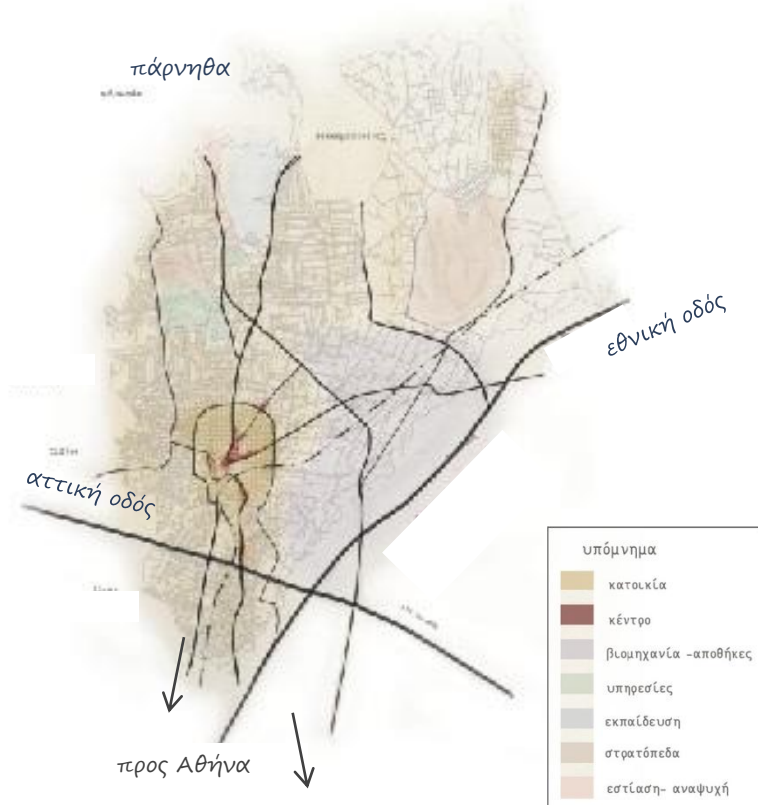 πάρνηθα
εθνική οδός
αττική οδός
προς Αθήνα
υπόμνημα
κατοικία
κέντρο
βιομηχανία -αποθήκες
υπηρεσίες
εκπαίδευση
στρατόπεδα
εστίαση- αναψυχή